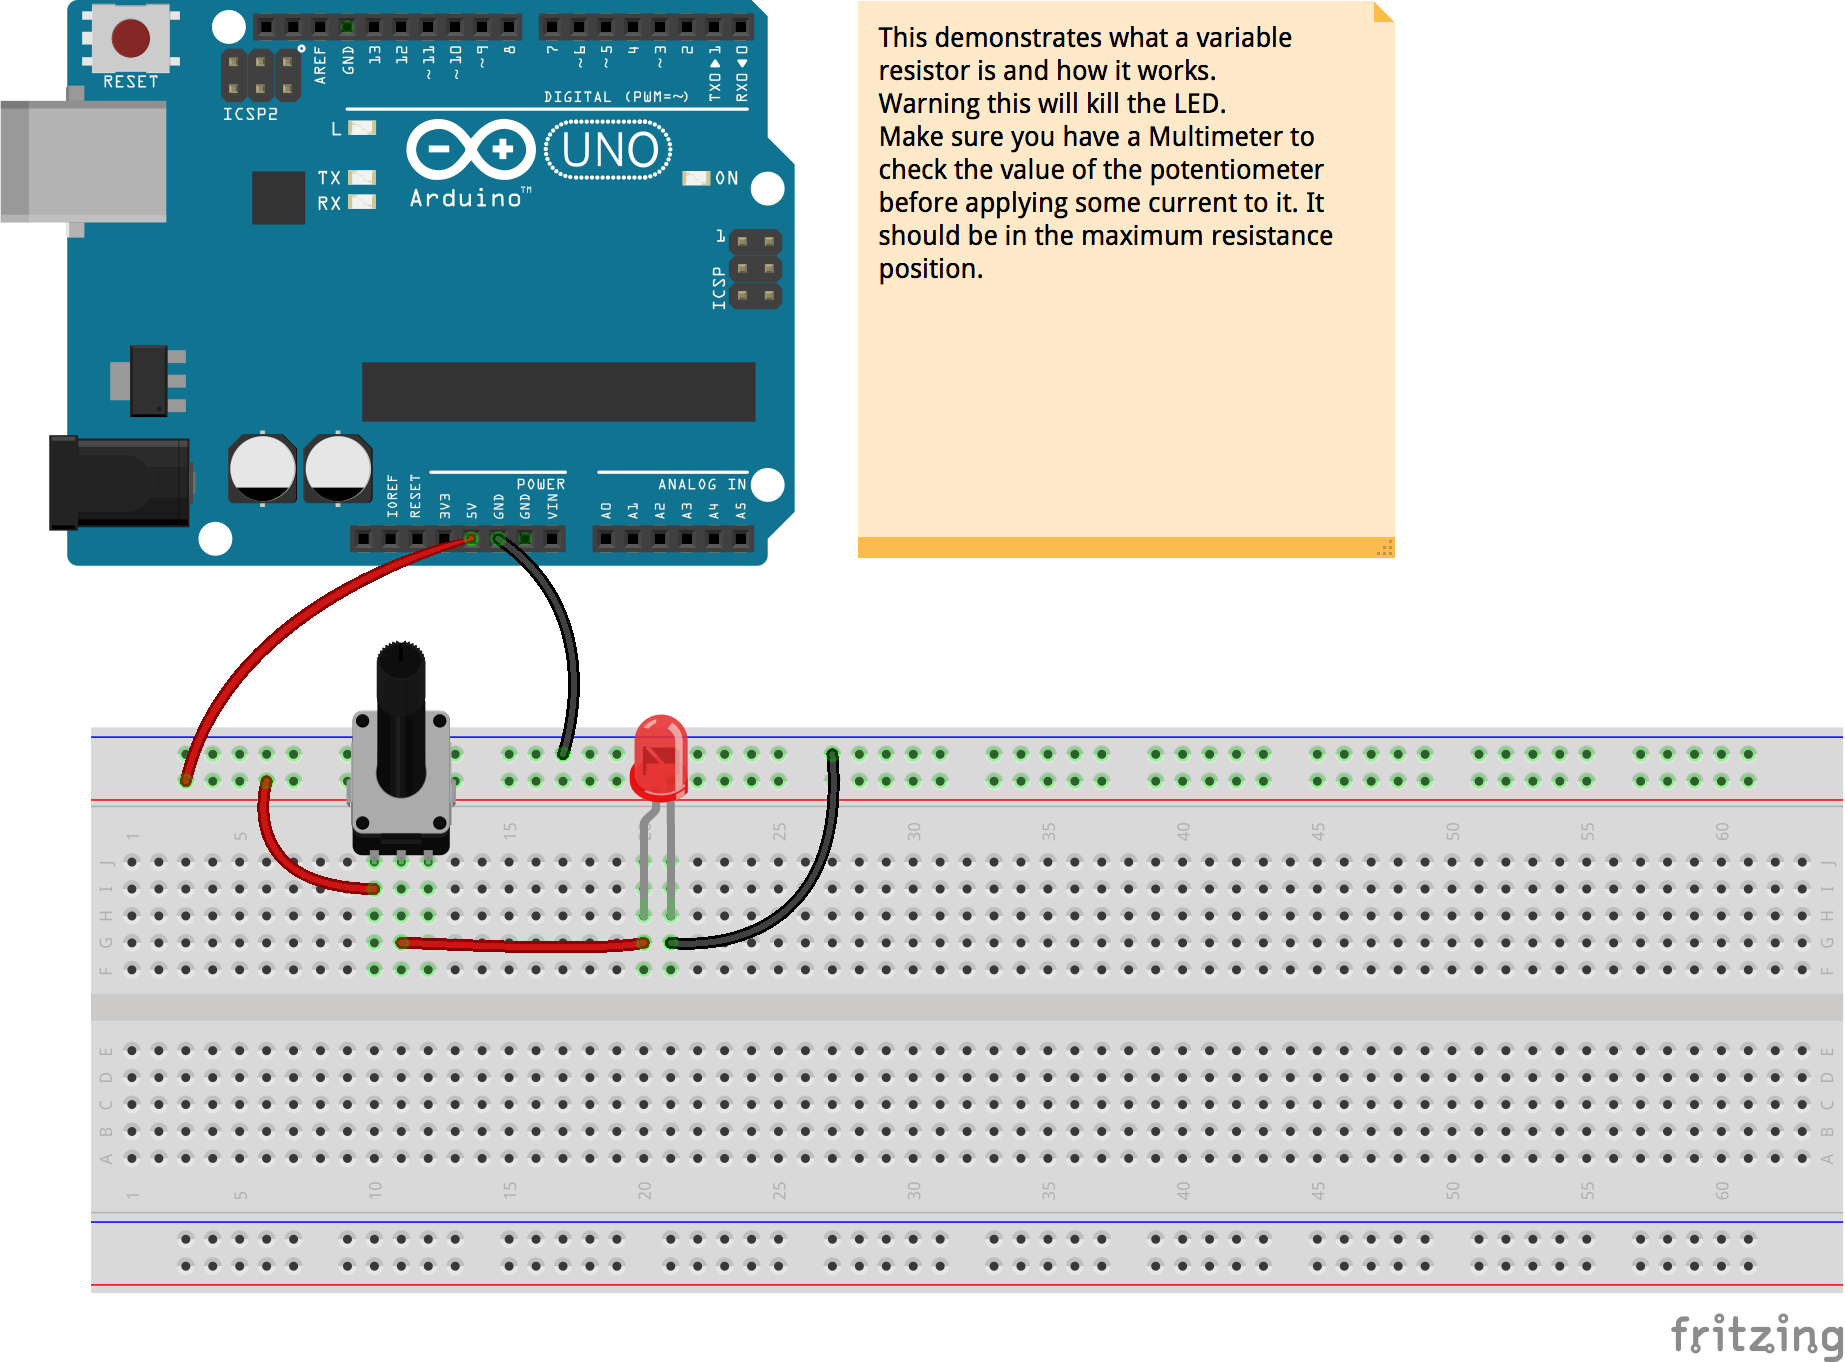 RESET
ICSP2
AREF
GND
13
12
~11
~10
~9
8
7
~6
~5
4
~3
2
TX0▶1
RX0◀0
DIGITAL (PWM=~)
L
TX
RX
Arduino™
UNO
ON
1
ICSP
IOREF
RESET
3V3
5V
GND
GND
VIN
POWER
ANALOG IN
A0
A1
A2
A3
A4
A5
This demonstrates what a variable
resistor is and how it works.
Warning this will kill the LED.
Make sure you have a Multimeter to
check the value of the potentiometer
before applying some current to it. It
should be in the maximum resistance
position.
1 5 15 25 30 35 40 45 50 55 60
J J
I I
H H
G G
F F
E E
D D
C C
B B
A A
1 5 10 15 20 25 30 35 40 45 50 55 60
fritzing